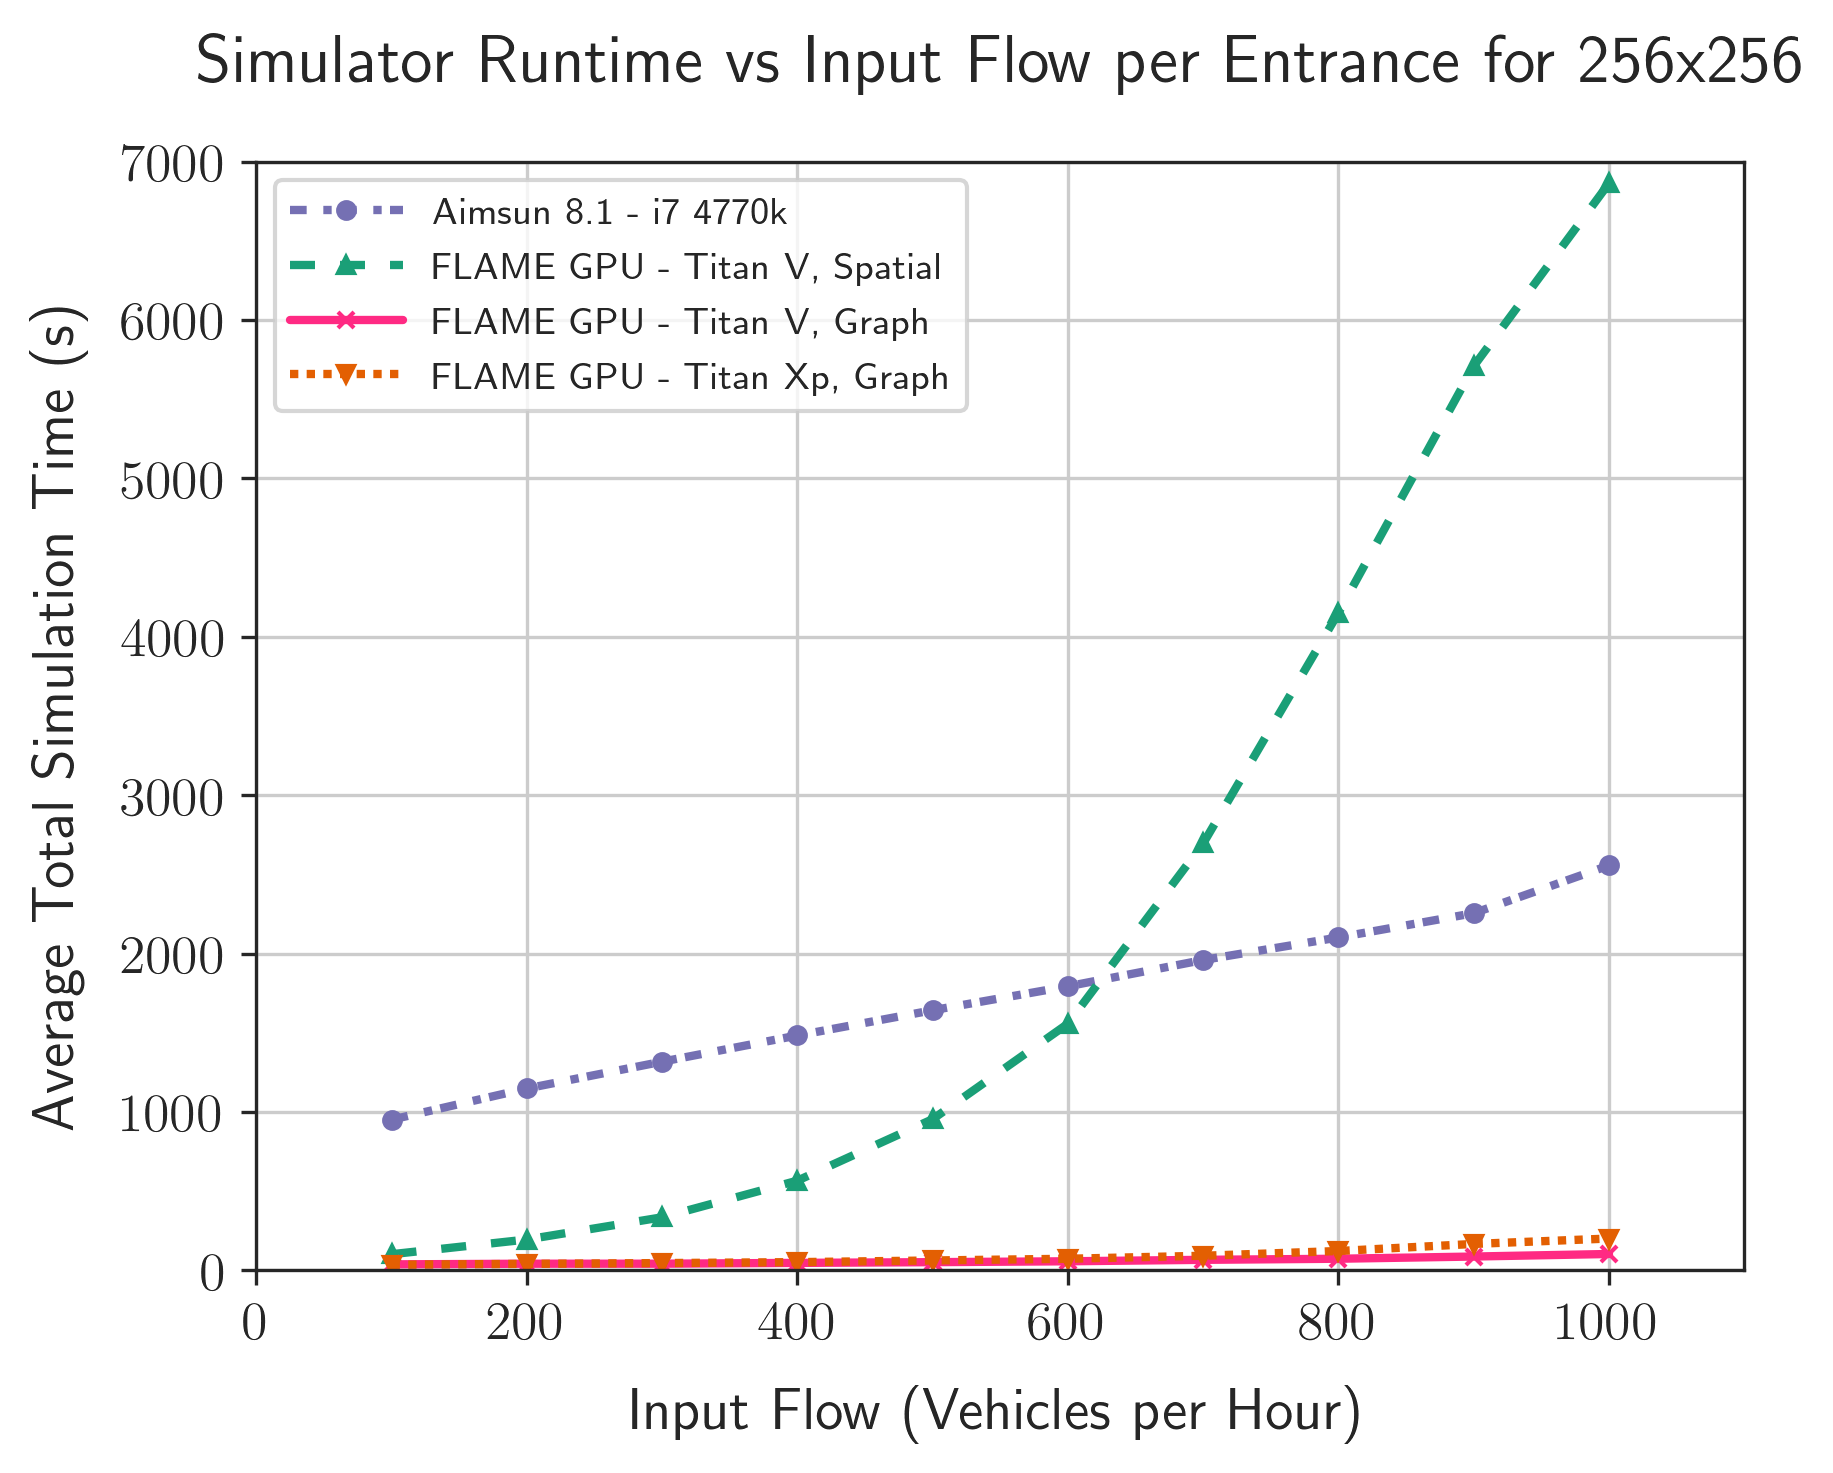 Simulator Runtime vs Input Flow per Entrance for 256x256
Average Total Simulation Time (s)
7000
6000
5000
4000
3000
2000
1000
0
Aimsun 8.1 - i7 4770k
FLAME GPU - Titan V, Spatial
FLAME GPU - Titan V, Graph
FLAME GPU - Titan Xp, Graph
0 200 400 600 800 1000
Input Flow (Vehicles per Hour)